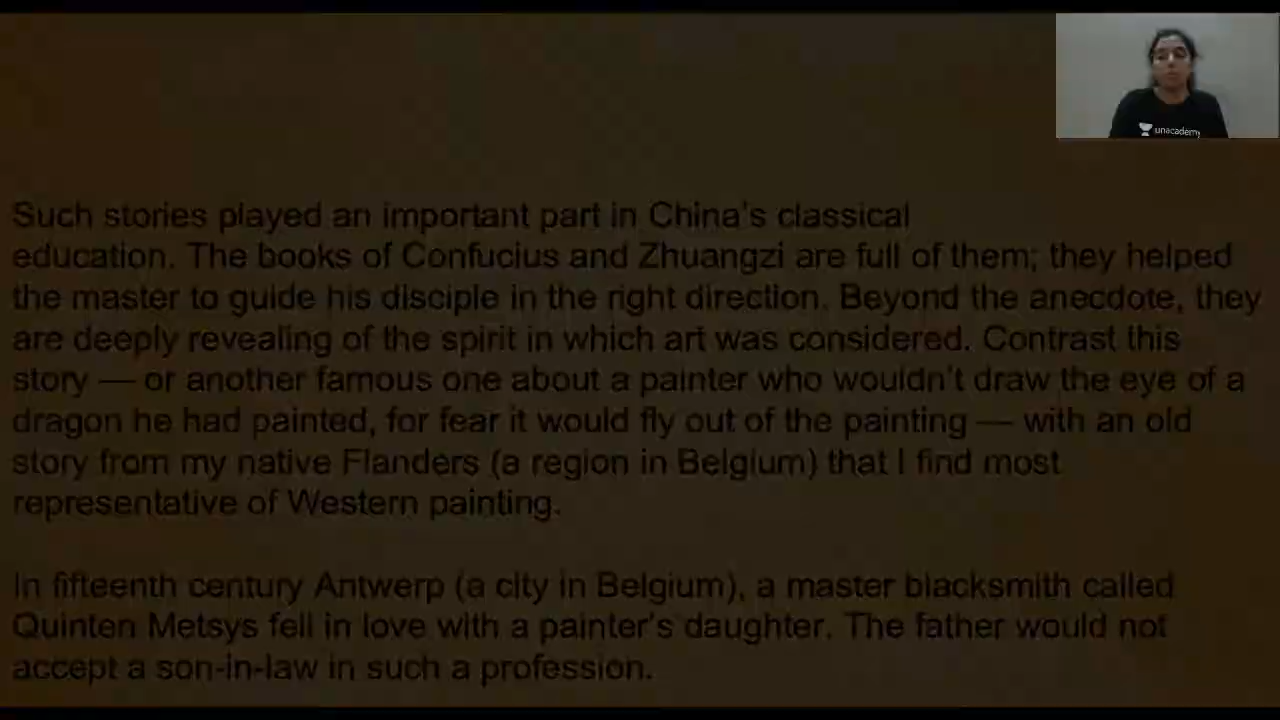 unacademy
Such stories played an important part in China's classical
education. The books of Confucius and Zhuangzi are full of them; they helped
the master to guide his disciple in the right direction. Beyond the anecdote, they
are deeply revealing of the spirit in which art was considered. Contrast this
story — or another famous one about a painter who wouldn't draw the eye of a
dragon he had painted, for fear it would fly out of the painting — with an old
story from my native Flanders (a region in Belgium) that I find most
representative of Western painting.
In fifteenth century Antwerp (a city in Belgium), a master blacksmith called
Quinten Metsys fell in love with a painter's daughter. The father would not
accept a son-in-law in such a profession.